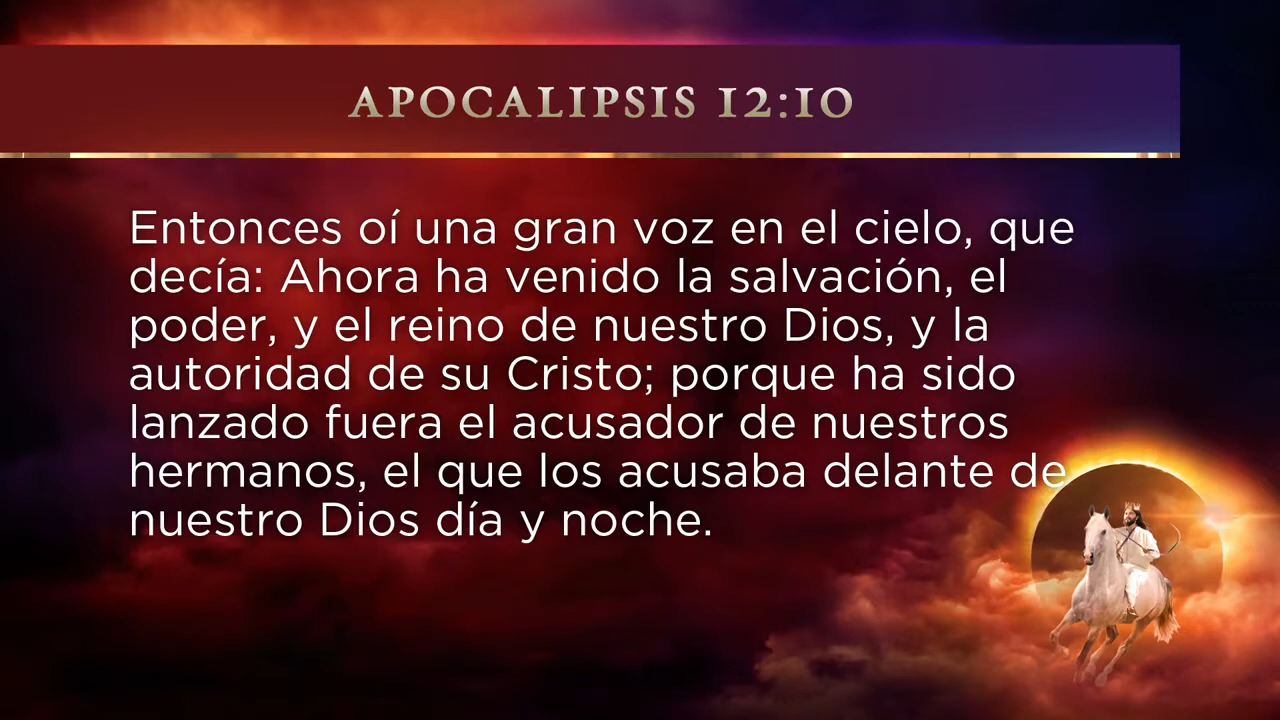 APOCALIPSIS 12:10
Entonces oí una gran voz en el cielo, que
decía: Ahora ha venido la salvación, el
poder, y el reino de nuestro Dios, y la
autoridad de su Cristo; porque ha sido
lanzado fuera el acusador de nuestros
hermanos, el que los acusaba delante de
nuestro Dios día y noche.